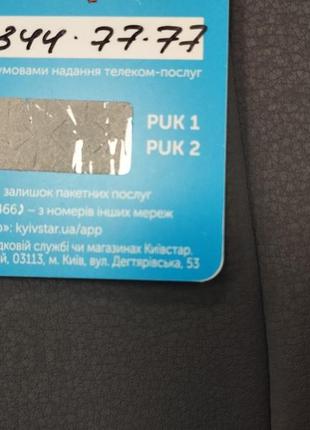 344·77·77
умовами надання телеком-послуг
PUK 1
PUK 2
залишок пакетних послуг
466) – з номерів інших мереж
»: kyivstar.ua/app
дковій службі чи магазинах Київстар.
й, 03113, м. Київ, вул. Дегтярівська, 53